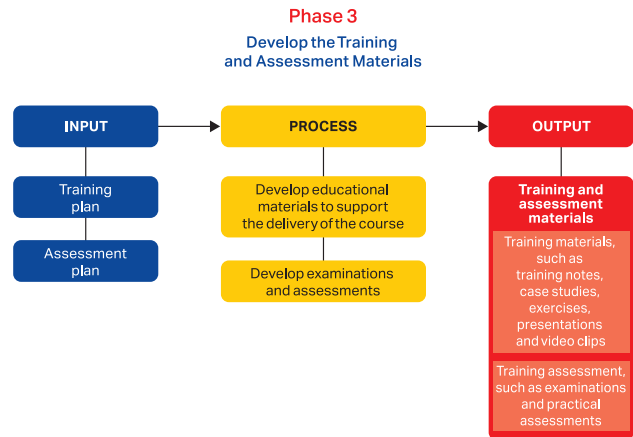 Phase 3
Develop the Training
and Assessment Materials
INPUT
PROCESS
OUTPUT
Training
plan
Assessment
plan
Develop educational
materials to support
the delivery of the course
Develop examinations
and assessments
Training and
assessment
materials
Training materials,
such as
training notes,
case studies,
exercises,
presentations
and video clips
Training assessment,
such as examinations
and practical
assessments